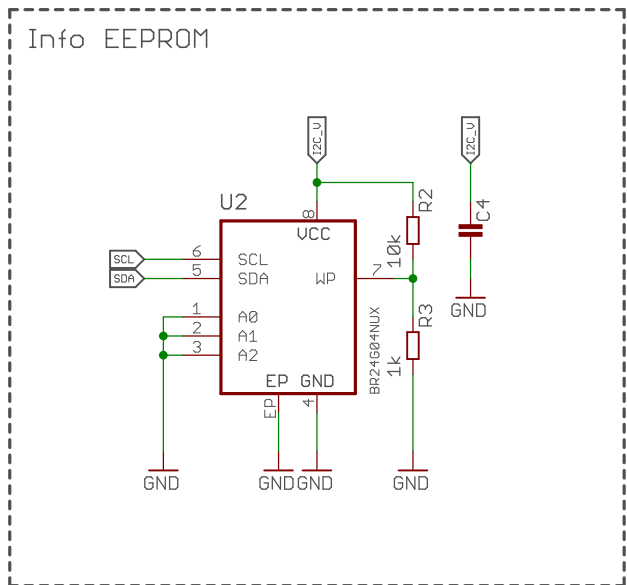 Info EEPROM
I2C_V
I2C_V
U2
R2
C4
8
VCC
10k
SCL
6
SCL
SDA
5
SDA
WP
7
1
A0
2
A1
3
A2
GND
R3
1k
BR24G04NUX
EP
GND
EP
4
GND
GND
GND
GND